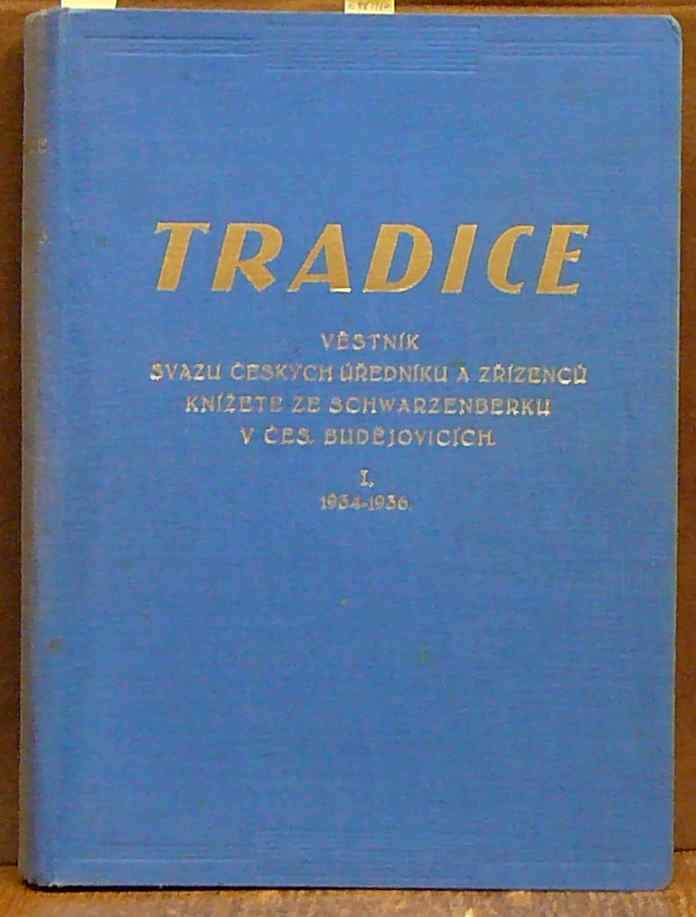 TRADICE
VĚSTNÍK
SVAZU ČESKÝCH ÚŘEDNÍKŮ A ZŘÍZENCŮ
KNÍŽETE ZE SCHWARZENBERKU
V ČES. BUDĚJOVICÍCH
I.
1934-1936.